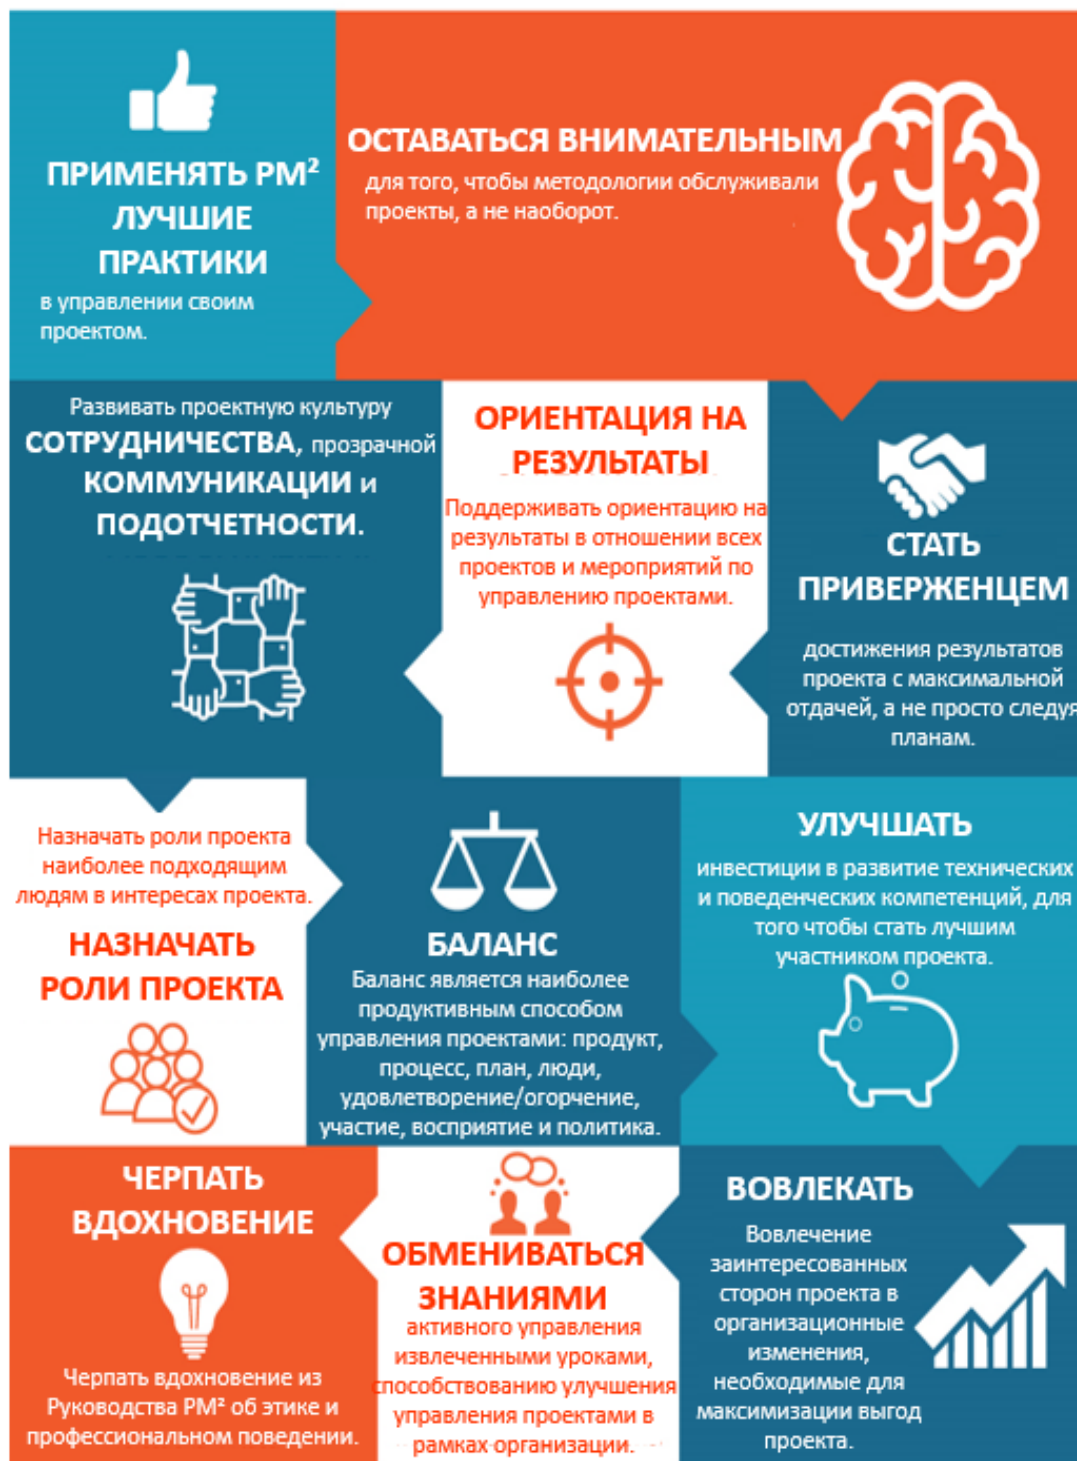 ПРИМЕНЯТЬ PM²
ЛУЧШИЕ
ПРАКТИКИ
в управлении своим
проектом.
ОСТАВАТЬСЯ ВНИМАТЕЛЬНЫМ
для того, чтобы методологии обслуживали
проекты, а не наоборот.
СТАТЬ
ПРИВЕРЖЕНЦЕМ
достижения результатов
проекта с максимальной
отдачей, а не просто следуя
планам.
ОРИЕНТАЦИЯ НА
РЕЗУЛЬТАТЫ
Поддерживать ориентацию на
результаты в отношении всех
проектов и мероприятий по
управлению проектами.
Развивать проектную культуру
СОТРУДНИЧЕСТВА, прозрачной
КОММУНИКАЦИИ и
ПОДОТЧЕТНОСТИ.
Назначать роли проекта
наиболее подходящим
людям в интересах проекта.
НАЗНАЧАТЬ
РОЛИ ПРОЕКТА
БАЛАНС
Баланс является наиболее
продуктивным способом
управления проектами: продукт,
процесс, план, люди,
удовлетворение/огорчение,
участие, восприятие и политика.
УЛУЧШАТЬ
инвестиции в развитие технических
и поведенческих компетенций, для
того чтобы стать лучшим
участником проекта.
ВОВЛЕКАТЬ
Вовлечение
заинтересованных
сторон проекта в
организационные
изменения,
необходимые для
максимизации выгод
проекта.
ОБМЕНИВАТЬСЯ
ЗНАНИЯМИ
активного управления
извлеченными уроками,
способствованию улучшения
управления проектами в
рамках организации.
ЧЕРПАТЬ
ВДОХНОВЕНИЕ
Черпать вдохновение из
Руководства PM² об этике и
профессиональном поведении.